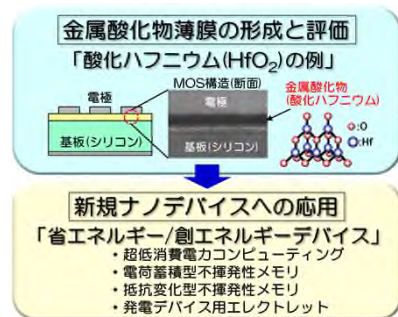 金属酸化物薄膜の形成と評価
「酸化ハフニウム(HfO₂)の例」
MOS構造(断面)
電極
電極
金属酸化物
(酸化ハフニウム)
基板(シリコン)
基板(シリコン)
:O
:Hf
新規ナノデバイスへの応用
「省エネルギー/創エネルギーデバイス」
・超低消費電力コンピューティング
・電荷蓄積型不揮発性メモリ
・抵抗変化型不揮発性メモリ
・発電デバイス用エレクトレット